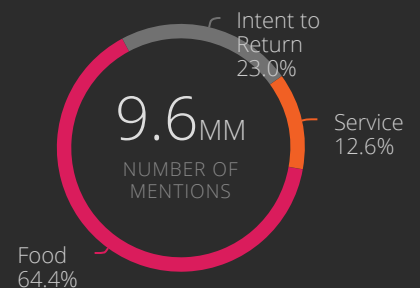 Intent to
Return
23.0%
9.6MM
NUMBER OF
MENTIONS
Service
12.6%
Food
64.4%